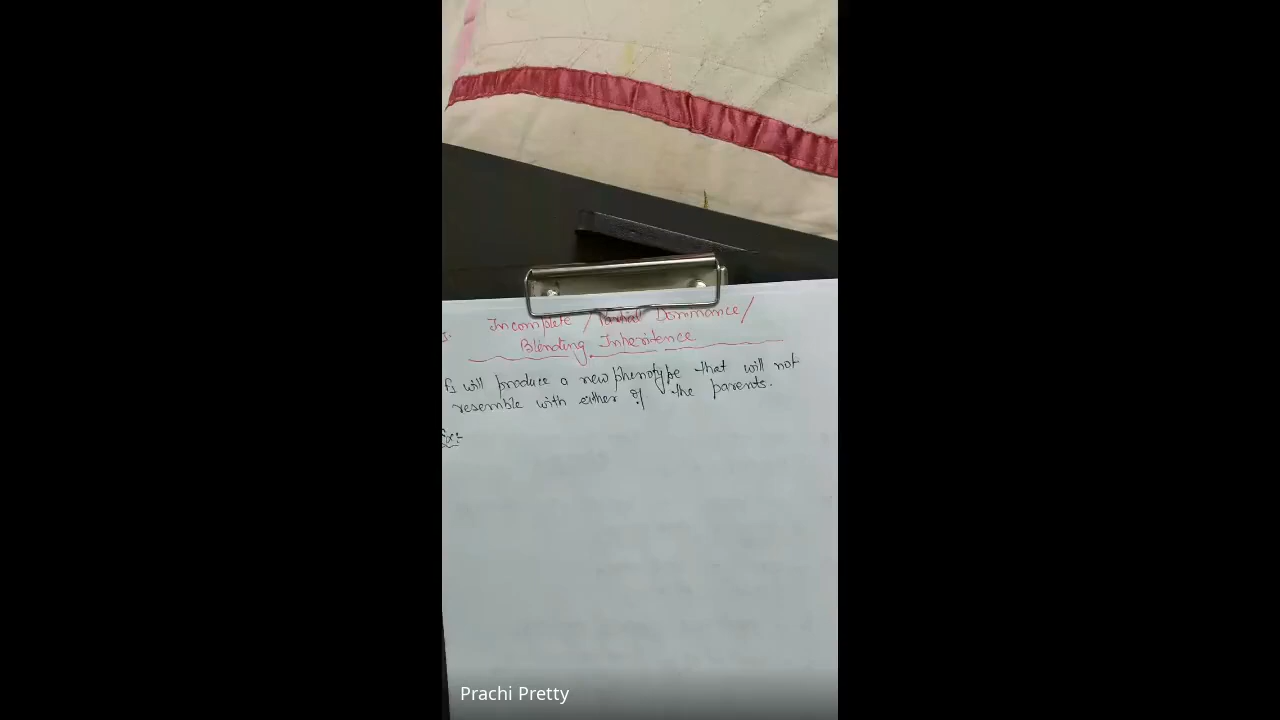 I.
Incomplete / Partial Dominance /
Blending Inheritence
F₁ will produce a new phenotype that will not
resemble with either of the parents.
Ex:-
Prachi Pretty